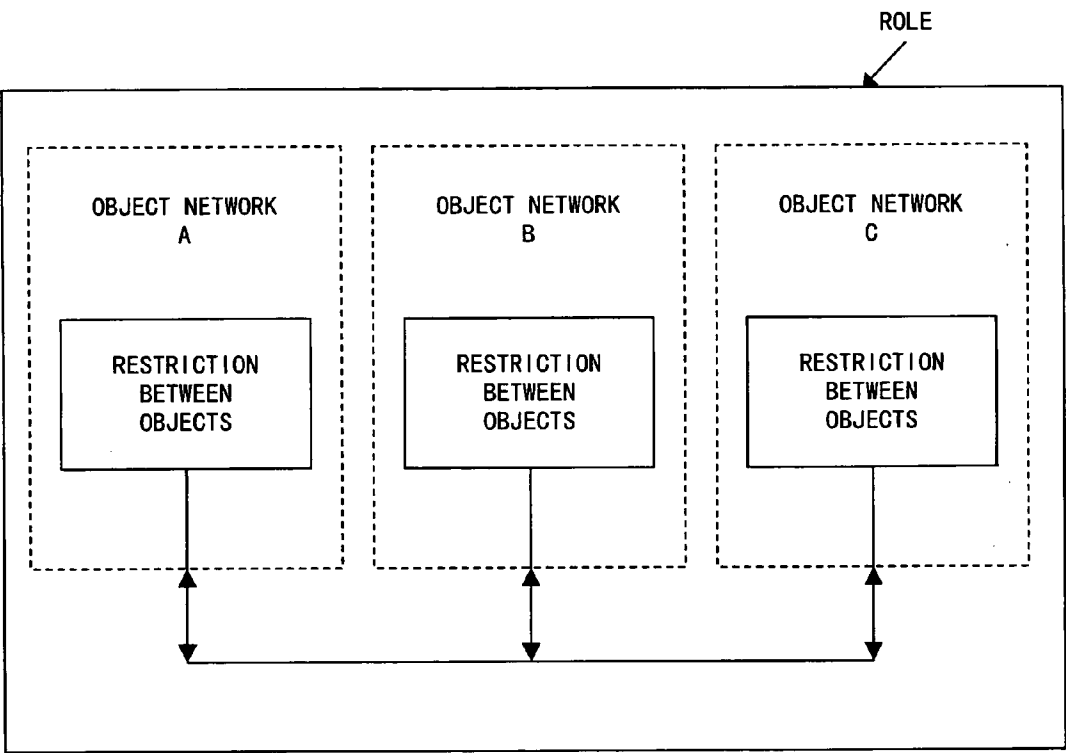 ROLE
OBJECT NETWORK
A
OBJECT NETWORK
B
OBJECT NETWORK
C
RESTRICTION
BETWEEN
OBJECTS
RESTRICTION
BETWEEN
OBJECTS
RESTRICTION
BETWEEN
OBJECTS